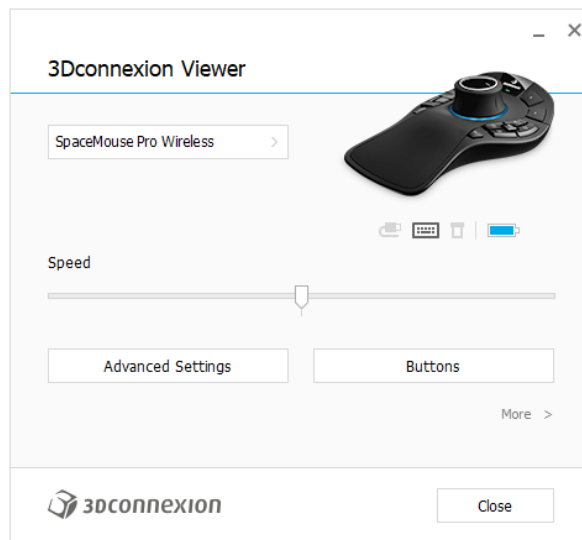 3Dconnexion Viewer
SpaceMouse Pro Wireless >
Speed
Advanced Settings
Buttons
More >
3Dconnexion
Close